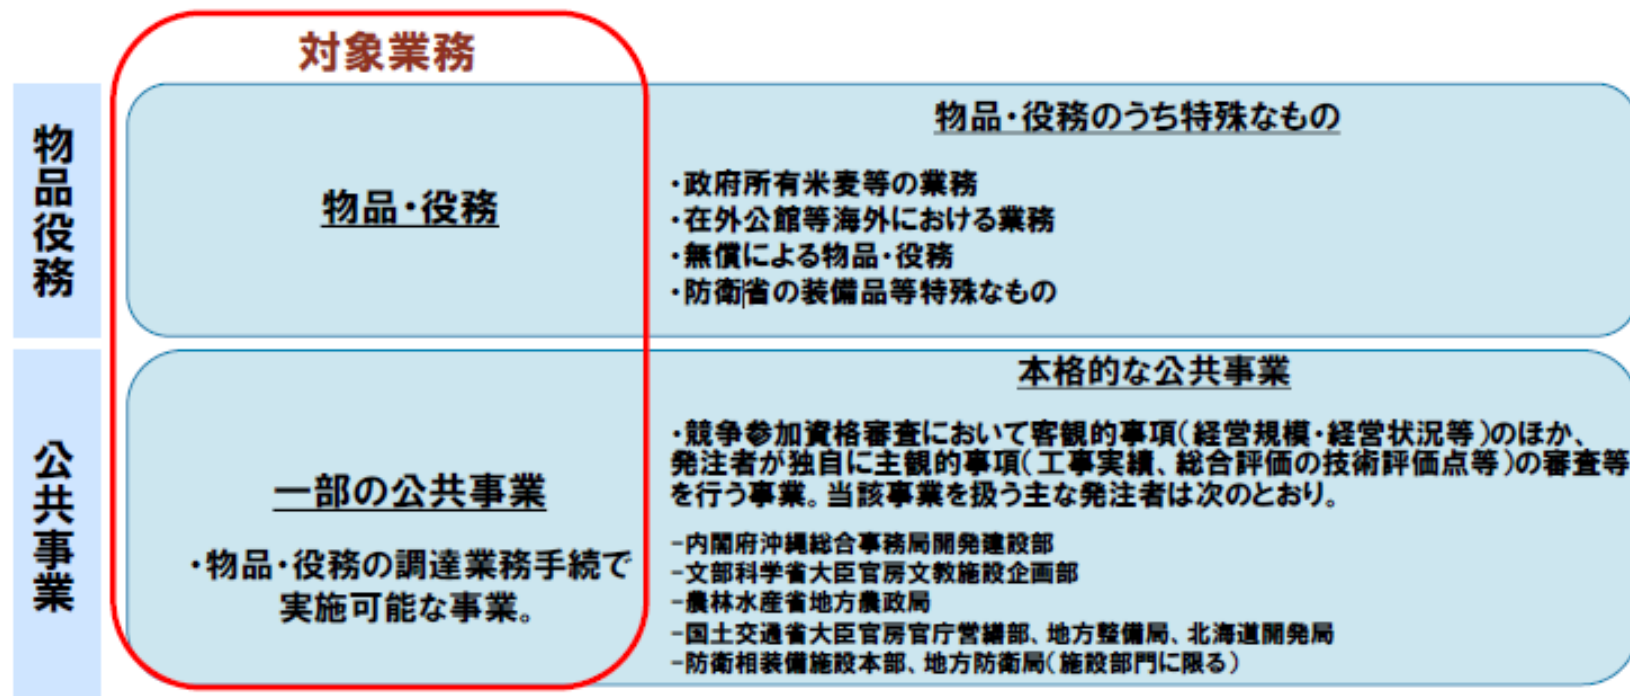 対象業務
物品役務
物品・役務
物品・役務のうち特殊なもの
・政府所有米麦等の業務
・在外公館等海外における業務
・無償による物品・役務
・防衛省の装備品等特殊なもの
公共事業
一部の公共事業
・物品・役務の調達業務手続で
実施可能な事業。
本格的な公共事業
・競争参加資格審査において客観的事項(経営規模・経営状況等)のほか、
発注者が独自に主観的事項(工事実績、総合評価の技術評価点等)の審査等
を行う事業。当該事業を扱う主な発注者は次のとおり。
−内閣府沖縄総合事務局開発建設部
−文部科学省大臣官房文教施設企画部
−農林水産省地方農政局
−国土交通省大臣官房官庁営繕部、地方整備局、北海道開発局
−防衛相装備施設本部、地方防衛局(施設部門に限る)